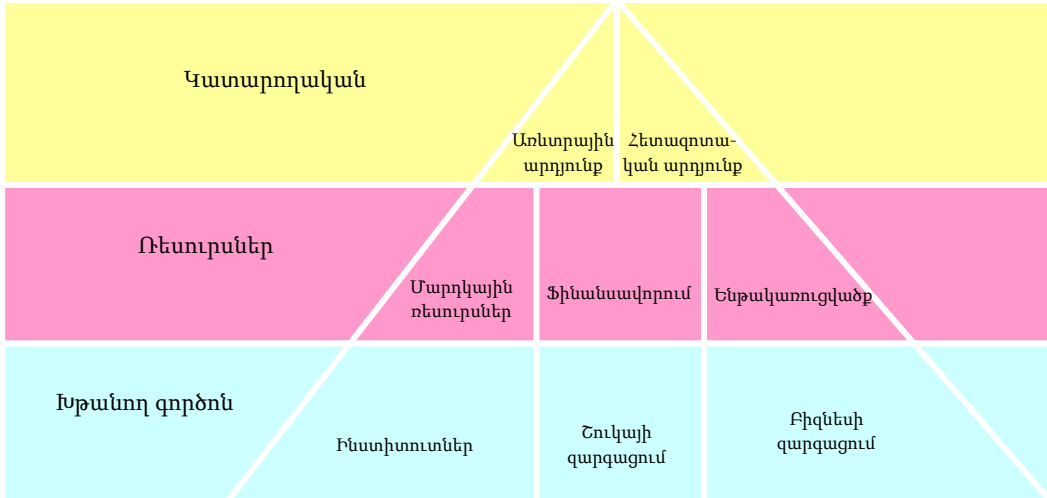 Կատարողական
Առևտրային
արդյունք
Հետազոտա-
կան արդյունք
Ռեսուրսներ
Մարդկային
ռեսուրսներ
Ֆինանսավորում
Ենթակառուցվածք
Խթանող գործոն
Ինստիտուտներ
Շուկայի
զարգացում
Բիզնեսի
զարգացում